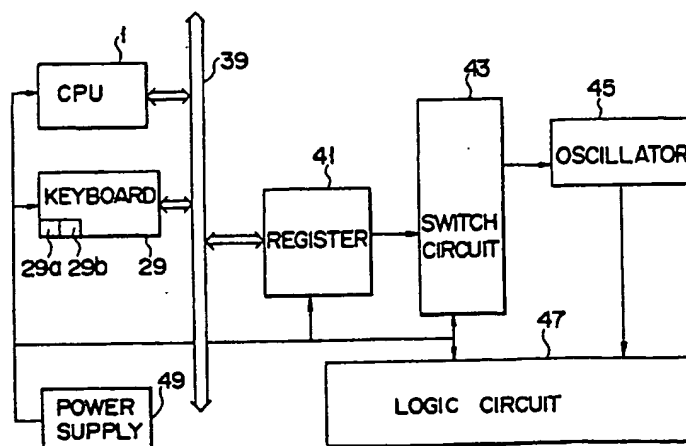 1
CPU
39
43
45
OSCILLATOR
41
KEYBOARD
REGISTER
SWITCH
CIRCUIT
29a 29b 29
47
49
POWER
SUPPLY
LOGIC CIRCUIT